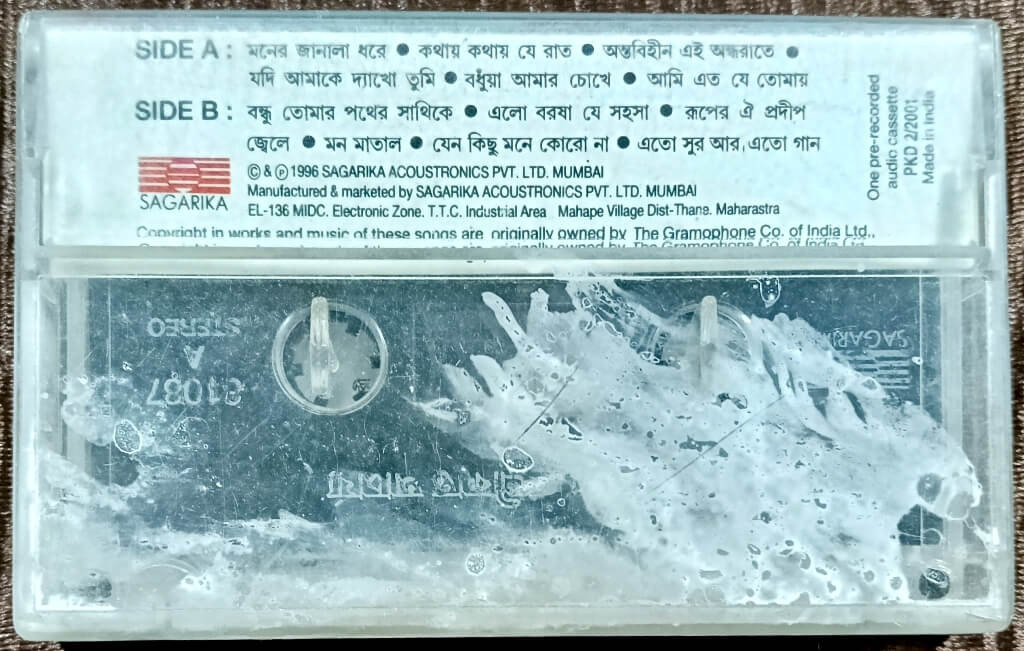 SIDE A : মনের জানালা ধরে ● কথায় কথায় যে রাত ● অন্তবিহীন এই অন্ধরাতে ●
যদি আমাকে দ্যাখো তুমি ● বধুঁয়া আমার চোখে ● আমি এত যে তোমায়
SIDE B : বন্ধু তোমার পথের সাথিকে ● এলো বরষা যে সহসা ● রূপের ঐ প্রদীপ
জ্বেলে ● মন মাতাল ● যেন কিছু মনে কোরো না ● এতো সুর আর, এতো গান
SAGARIKA
© & ℗ 1996 SAGARIKA ACOUSTRONICS PVT. LTD. MUMBAI
Manufactured & marketed by SAGARIKA ACOUSTRONICS PVT. LTD. MUMBAI
EL-136 MIDC. Electronic Zone. T.T.C. Industrial Area Mahape Village Dist-Thane. Maharastra
Copyright in works and music of these songs are originally owned by The Gramophone Co. of India Ltd.,
One pre-recorded
audio cassette
PKD 2/2001
Made in India
STEREO
A
SAGARI